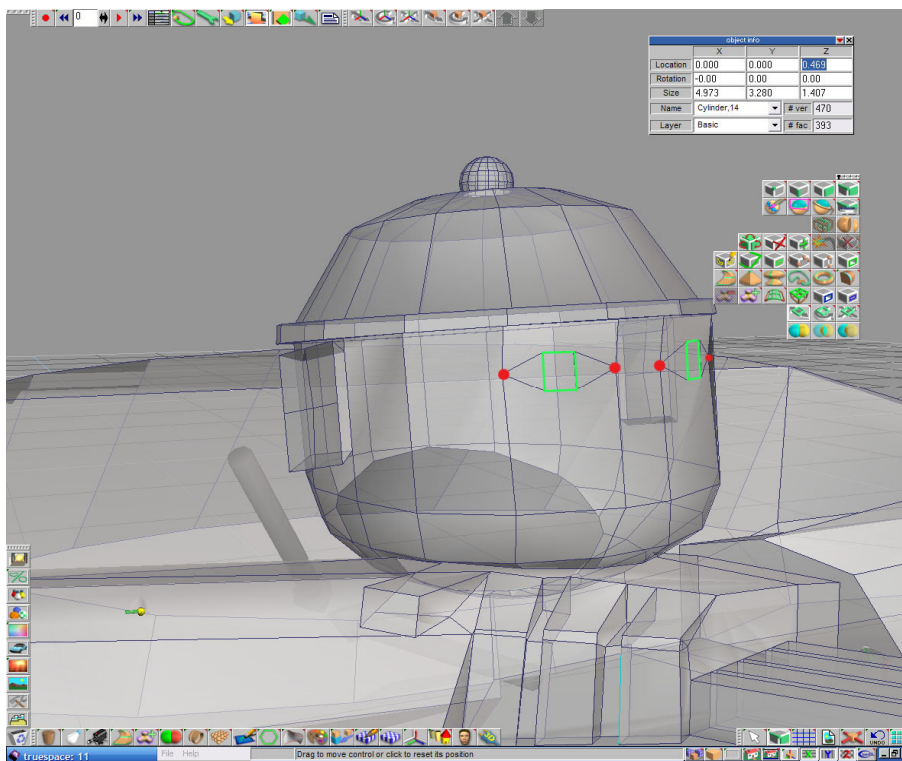 0
object info
X Y Z
Location 0.000 0.000 0.469
Rotation -0.00 0.00 0.00
Size 4.973 3.280 1.407
Name Cylinder,14 # ver 470
Layer Basic # fac 393
truespace: 11 File Help Drag to move control or click to reset its position
UNDO